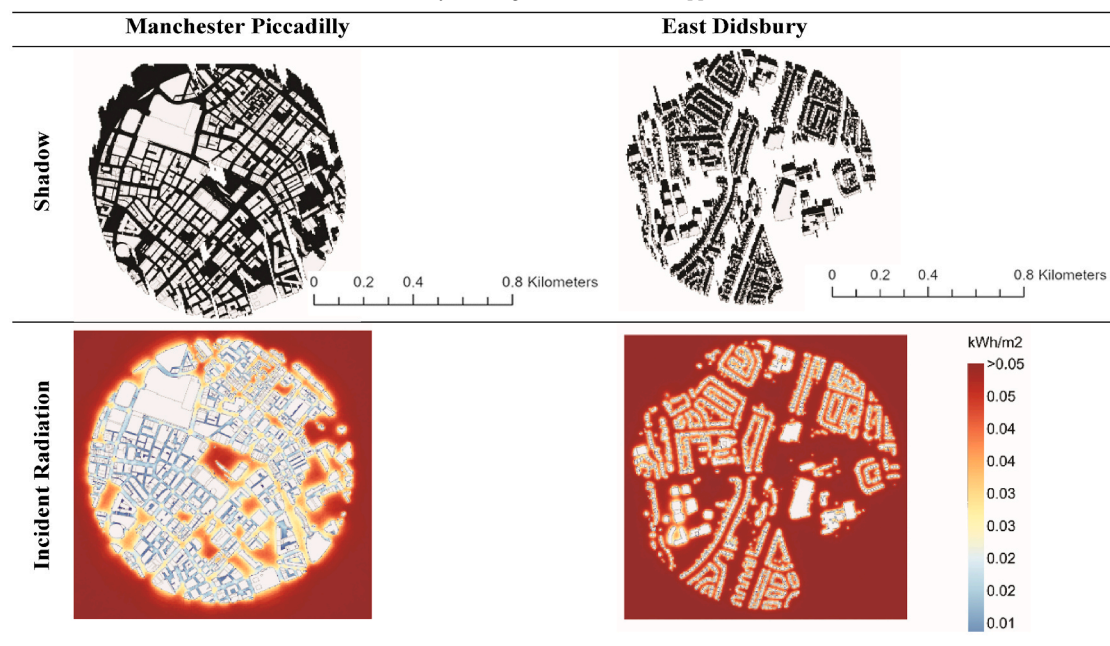 Manchester Piccadilly East Didsbury
Shadow
0 0.2 0.4 0.8 Kilometers
0 0.2 0.4 0.8 Kilometers
Incident Radiation
kWh/m2
>0.05
0.05
0.04
0.04
0.03
0.03
0.02
0.02
0.01